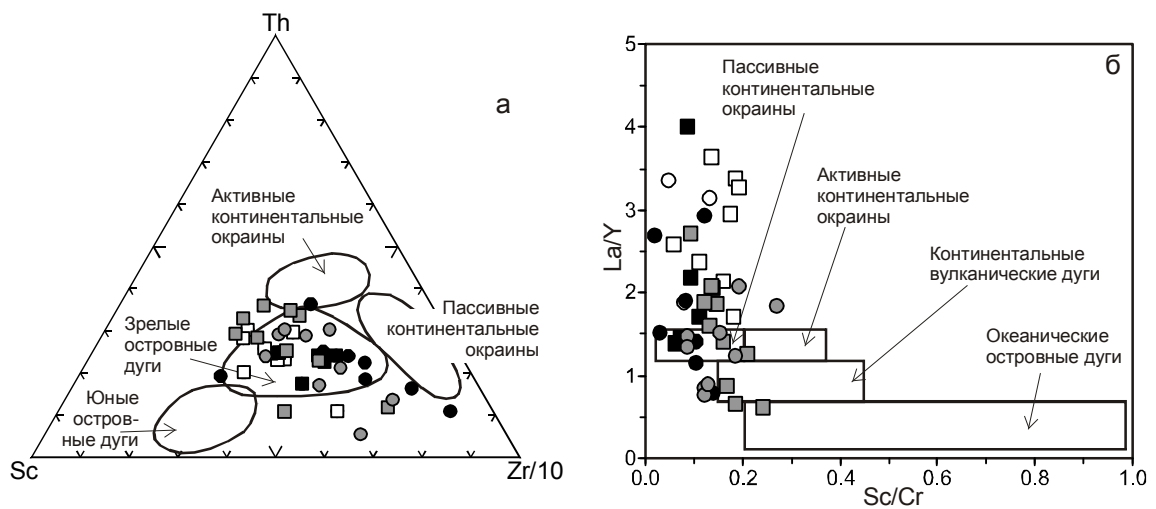 Th
а
Активные
континентальные
окраины
Зрелые
островные
дуги
Пассивные
континентальные
окраины
Юные
остров-
ные дуги
Sc
Zr/10
б
5
4
3
2
1
0
La/Y
Пассивные
континентальные
окраины
Активные
континентальные
окраины
Континентальные
вулканические дуги
Океанические
островные дуги
0.0
0.2
0.4
0.6
0.8
1.0
Sc/Cr